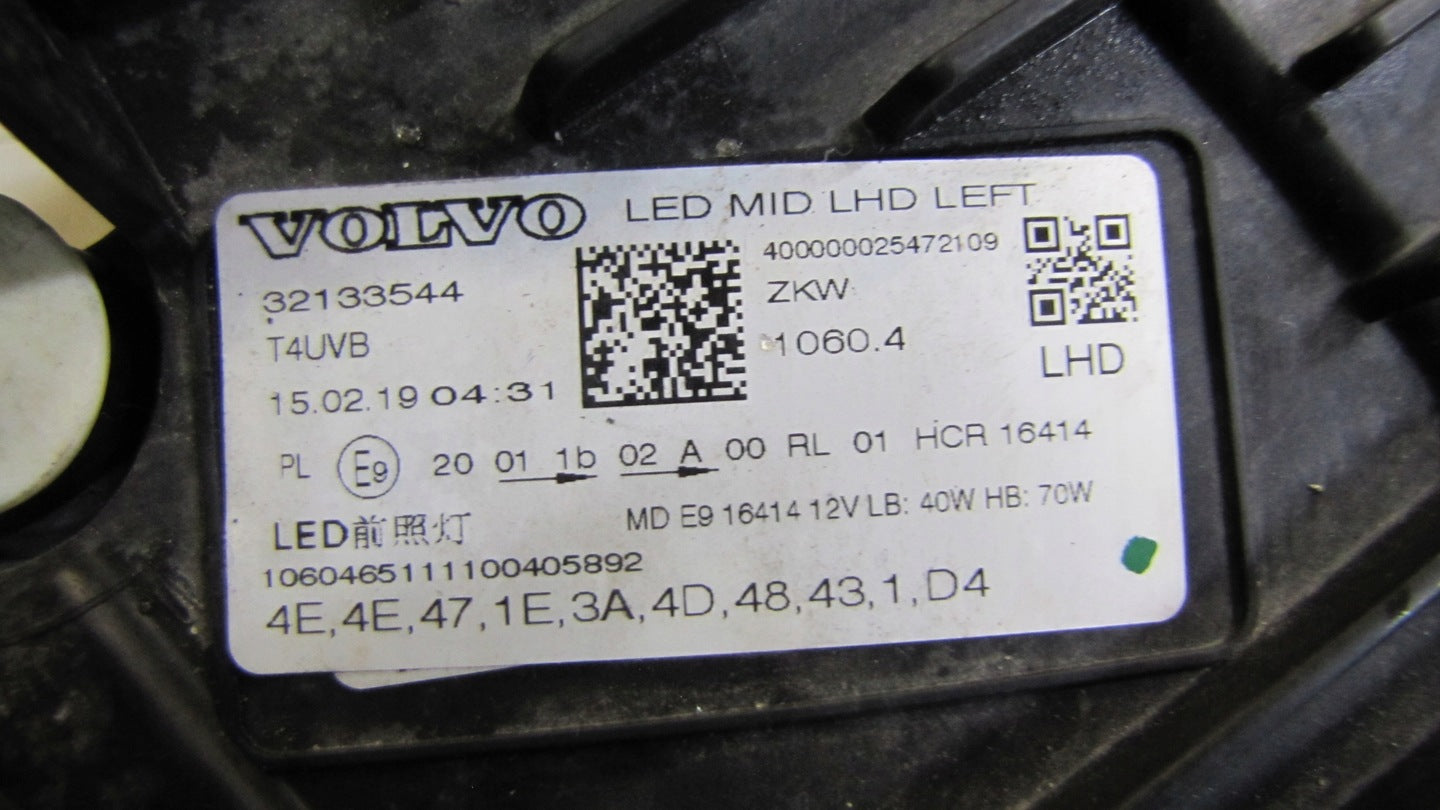 VOLVO LED MID LHD LEFT
32133544
T4UVB
15.02.19 04:31
400000025472109
ZKW
1060.4
LHD
PL E9 20 01 1b 02 A 00 RL 01 HCR 16414
LED前照灯 MD E9 16414 12V LB: 40W HB: 70W
1060465111100405892
4E,4E,47,1E,3A,4D,48,43,1,D4